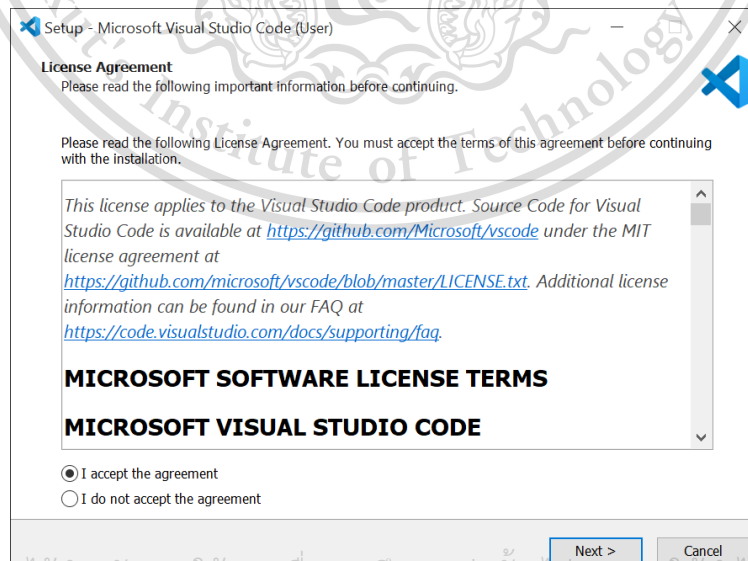 Setup - Microsoft Visual Studio Code (User)
License Agreement
Please read the following important information before continuing.
Institute of Technology
Please read the following License Agreement. You must accept the terms of this agreement before continuing
with the installation.
This license applies to the Visual Studio Code product. Source Code for Visual
Studio Code is available at https://github.com/Microsoft/vscode under the MIT
license agreement at
https://github.com/microsoft/vscode/blob/master/LICENSE.txt. Additional license
information can be found in our FAQ at
https://code.visualstudio.com/docs/supporting/faq.
MICROSOFT SOFTWARE LICENSE TERMS
MICROSOFT VISUAL STUDIO CODE
I accept the agreement
I do not accept the agreement
Next >
Cancel